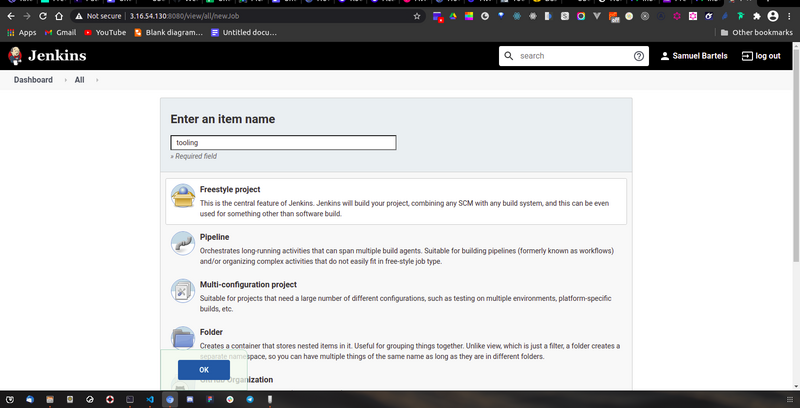 Not secure | 3.16.54.130:8080/view/all/newJob
Apps Gmail YouTube Blank diagram... Untitled docu... Other bookmarks
Jenkins search Samuel Bartels log out
Dashboard All
Enter an item name
tooling
» Required field
Freestyle project
This is the central feature of Jenkins. Jenkins will build your project, combining any SCM with any build system, and this can be even
used for something other than software build.
Pipeline
Orchestrates long-running activities that can span multiple build agents. Suitable for building pipelines (formerly known as workflows)
and/or organizing complex activities that do not easily fit in free-style job type.
Multi-configuration project
Suitable for projects that need a large number of different configurations, such as testing on multiple environments, platform-specific
builds, etc.
Folder
Creates a container that stores nested items in it. Useful for grouping things together. Unlike view, which is just a filter, a folder creates a
separate namespace, so you can have multiple things of the same name as long as they are in different folders.
OK
GitHub Organization